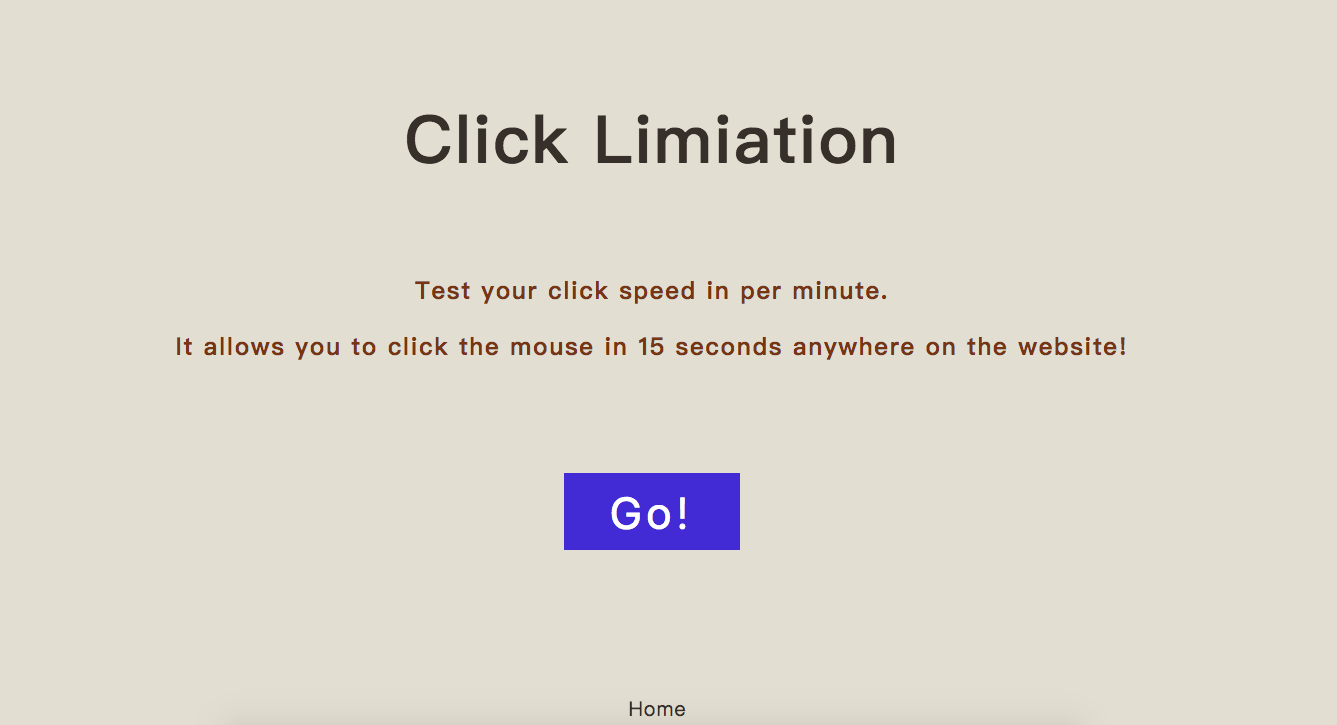 Click Limiation
Test your click speed in per minute.
It allows you to click the mouse in 15 seconds anywhere on the website!
Go!
Home